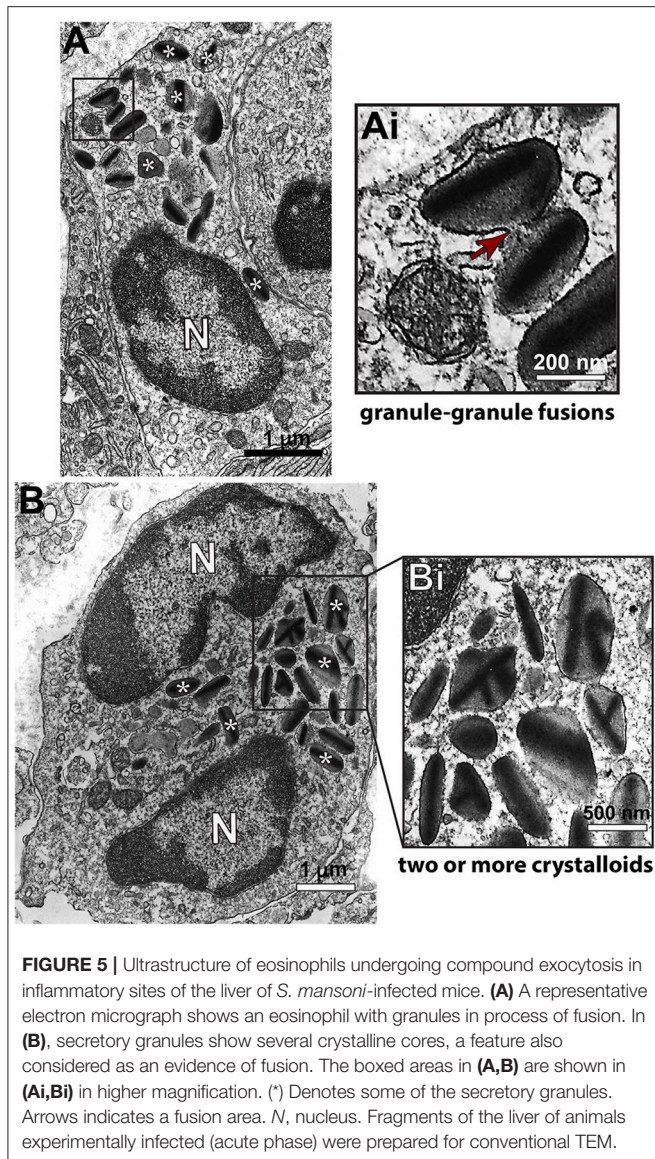 A
*
*
*
*
*
N
1 µm
Ai
200 nm
granule-granule fusions
B
N
*
*
*
*
*
N
1 µm
Bi
500 nm
two or more crystalloids
FIGURE 5 | Ultrastructure of eosinophils undergoing compound exocytosis in
inflammatory sites of the liver of S. mansoni-infected mice. (A) A representative
electron micrograph shows an eosinophil with granules in process of fusion. In
(B), secretory granules show several crystalline cores, a feature also
considered as an evidence of fusion. The boxed areas in (A,B) are shown in
(Ai,Bi) in higher magnification. (*) Denotes some of the secretory granules.
Arrows indicates a fusion area. N, nucleus. Fragments of the liver of animals
experimentally infected (acute phase) were prepared for conventional TEM.